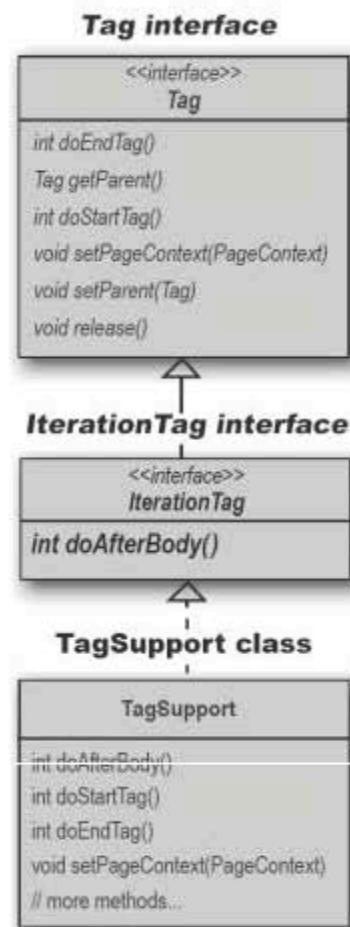 Tag interface
<<interface>>
Tag
int doEndTag()
Tag getParent()
int doStartTag()
void setPageContext(PageContext)
void setParent(Tag)
void release()
IterationTag interface
<<interface>>
IterationTag
int doAfterBody()
TagSupport class
TagSupport
int doAfterBody()
int doStartTag()
int doEndTag()
void setPageContext(PageContext)
// more methods...